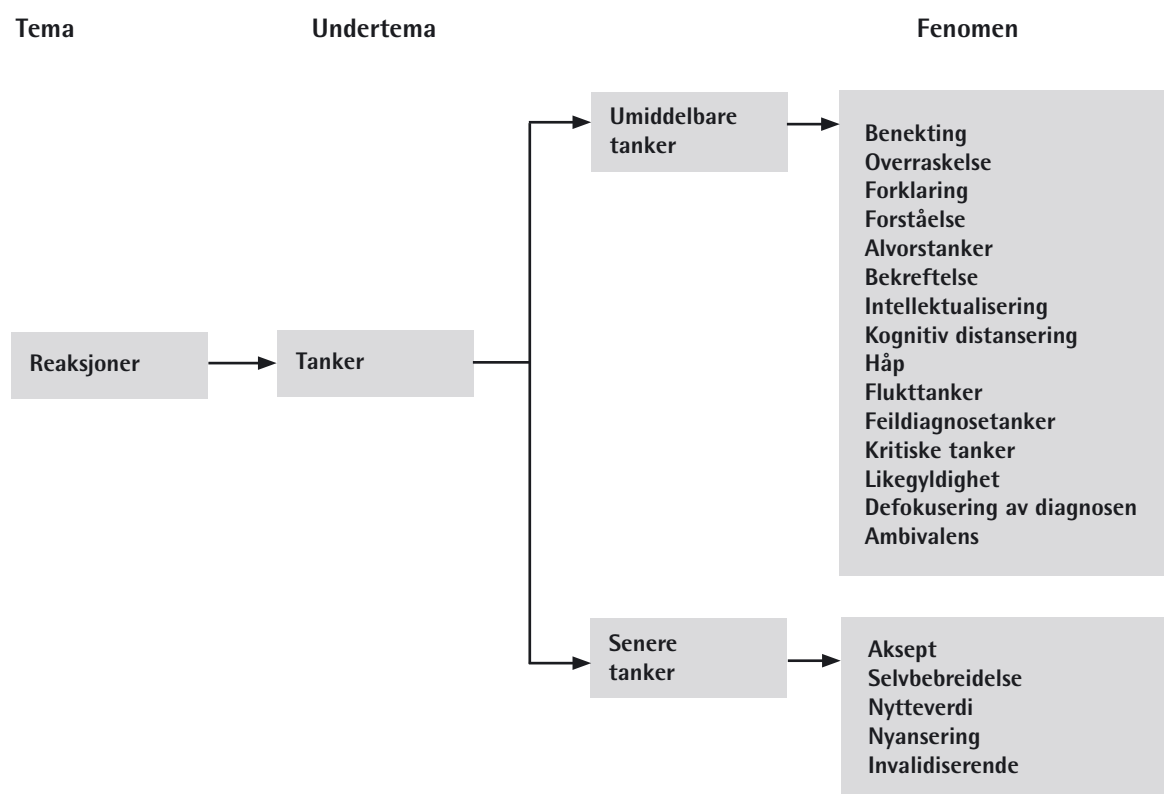 Tema
Undertema
Fenomen
Reaksjoner
Tanker
Umiddelbare
tanker
Benekting
Overraskelse
Forklaring
Forståelse
Alvorstanker
Bekreftelse
Intellektualisering
Kognitiv distansering
Håp
Flukttanker
Feildiagnosetanker
Kritiske tanker
Likegyldighet
Defokusering av diagnosen
Ambivalens
Senere
tanker
Aksept
Selvbebreidelse
Nytteverdi
Nyansering
Invalidiserende